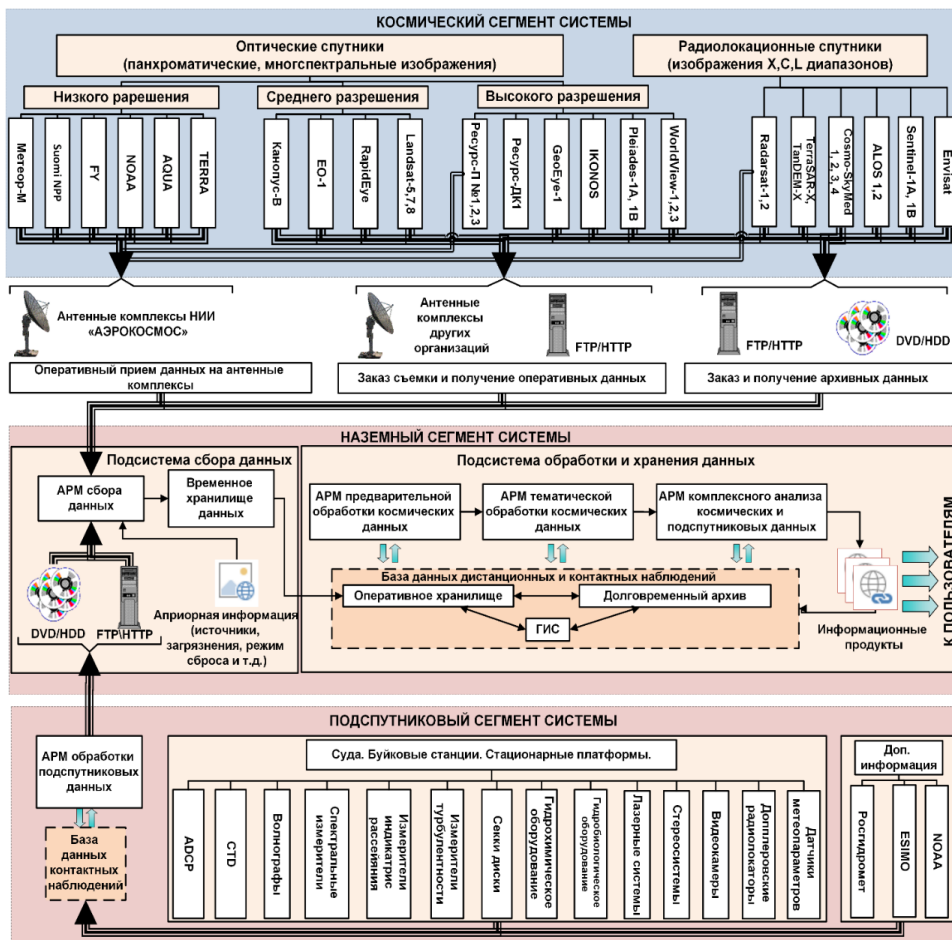 КОСМИЧЕСКИЙ СЕГМЕНТ СИСТЕМЫ
Оптические спутники
(панхроматические, многспектральные изображения)
Радиолокационные спутники
(изображения X,C,L диапазонов)
Низкого рарешения
Среднего разрешения
Высокого разрешения
Метеор-М
Suomi NPP
FY
NOAA
AQUA
TERRA
Канопус-В
EO-1
RapidEye
Landsat-5,7,8
Ресурс-П №1,2,3
Ресурс-ДК1
GeoEye-1
IKONOS
Pleiades-1A, 1B
WorldView-1,2,3
Radarsat-1,2
TerraSAR-X,
TanDEM-X
Cosmo-SkyMed
1, 2, 3, 4
ALOS 1,2
Sentinel-1A, 1B
Envisat
Антенные комплексы НИИ
«АЭРОКОСМОС»
Антенные
комплексы
других
организаций
FTP/HTTP
FTP/HTTP
DVD/HDD
Оперативный прием данных на антенные
комплексы
Заказ съемки и получение оперативных данных
Заказ и получение архивных данных
НАЗЕМНЫЙ СЕГМЕНТ СИСТЕМЫ
Подсистема сбора данных
АРМ сбора
данных
Временное
хранилище
данных
DVD/HDD
FTP\HTTP
Априорная информация
(источники,
загрязнения, режим
сброса и т.д.)
Подсистема обработки и хранения данных
АРМ предварительной
обработки космических
данных
АРМ тематической
обработки космических
данных
АРМ комплексного анализа
космических и
подспутниковых данных
База данных дистанционных и контактных наблюдений
Оперативное хранилище
Долговременный архив
ГИС
Информационные
продукты
К ПОЛЬЗОВАТЕЛЯМ
ПОДСПУТНИКОВЫЙ СЕГМЕНТ СИСТЕМЫ
АРМ обработки
подспутниковых
данных
База
данных
контактных
наблюдений
Суда. Буйковые станции. Стационарные платформы.
ADCP
CTD
Волнографы
Спектральные
измерители
Измерители
индикатрис
рассейяния
Измерители
турбулентности
Секки диски
Гидрохимическое
оборудование
Гидробиологическое
оборудование
Лазерные системы
Стереосистемы
Видеокамеры
Допплеровские
радиолокаторы
Датчики
метеопараметров
Доп.
информация
Росгидромет
ESIMO
NOAA